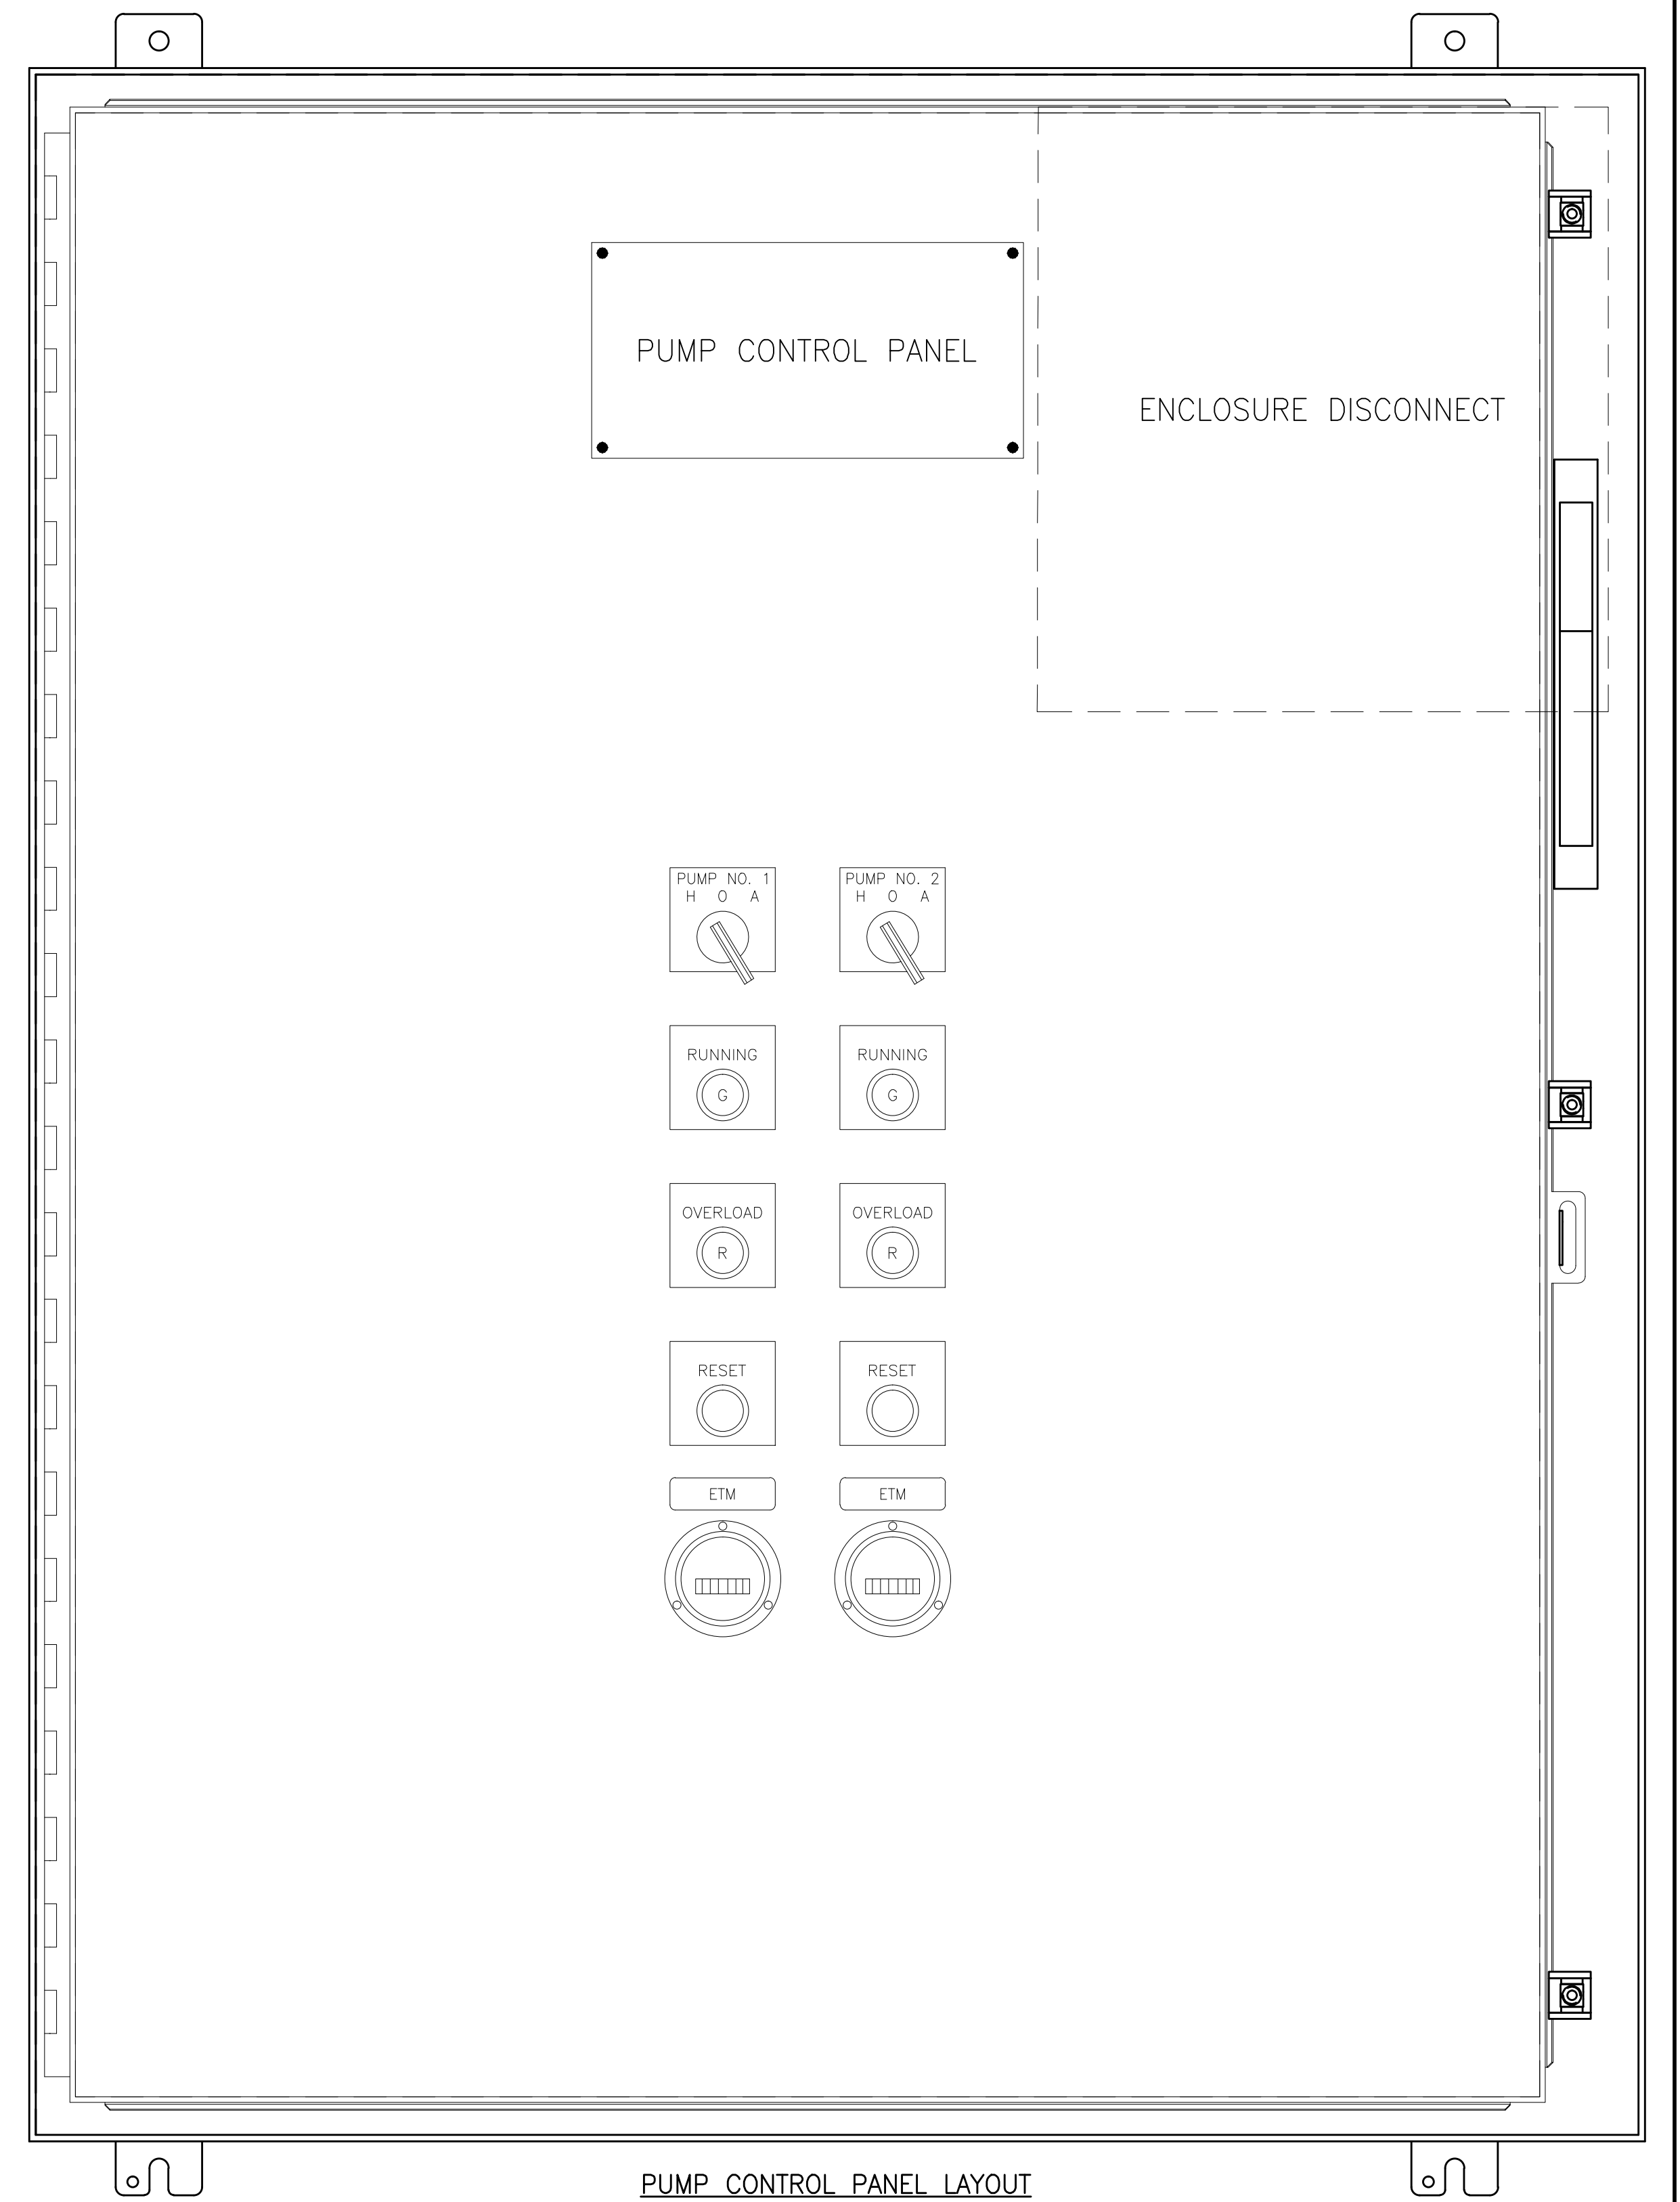 PUMP CONTROL PANEL
ENCLOSURE DISCONNECT
PUMP NO. 1
H O A
PUMP NO. 2
H O A
RUNNING
G
RUNNING
G
OVERLOAD
R
OVERLOAD
R
RESET
RESET
ETM
ETM
PUMP CONTROL PANEL LAYOUT